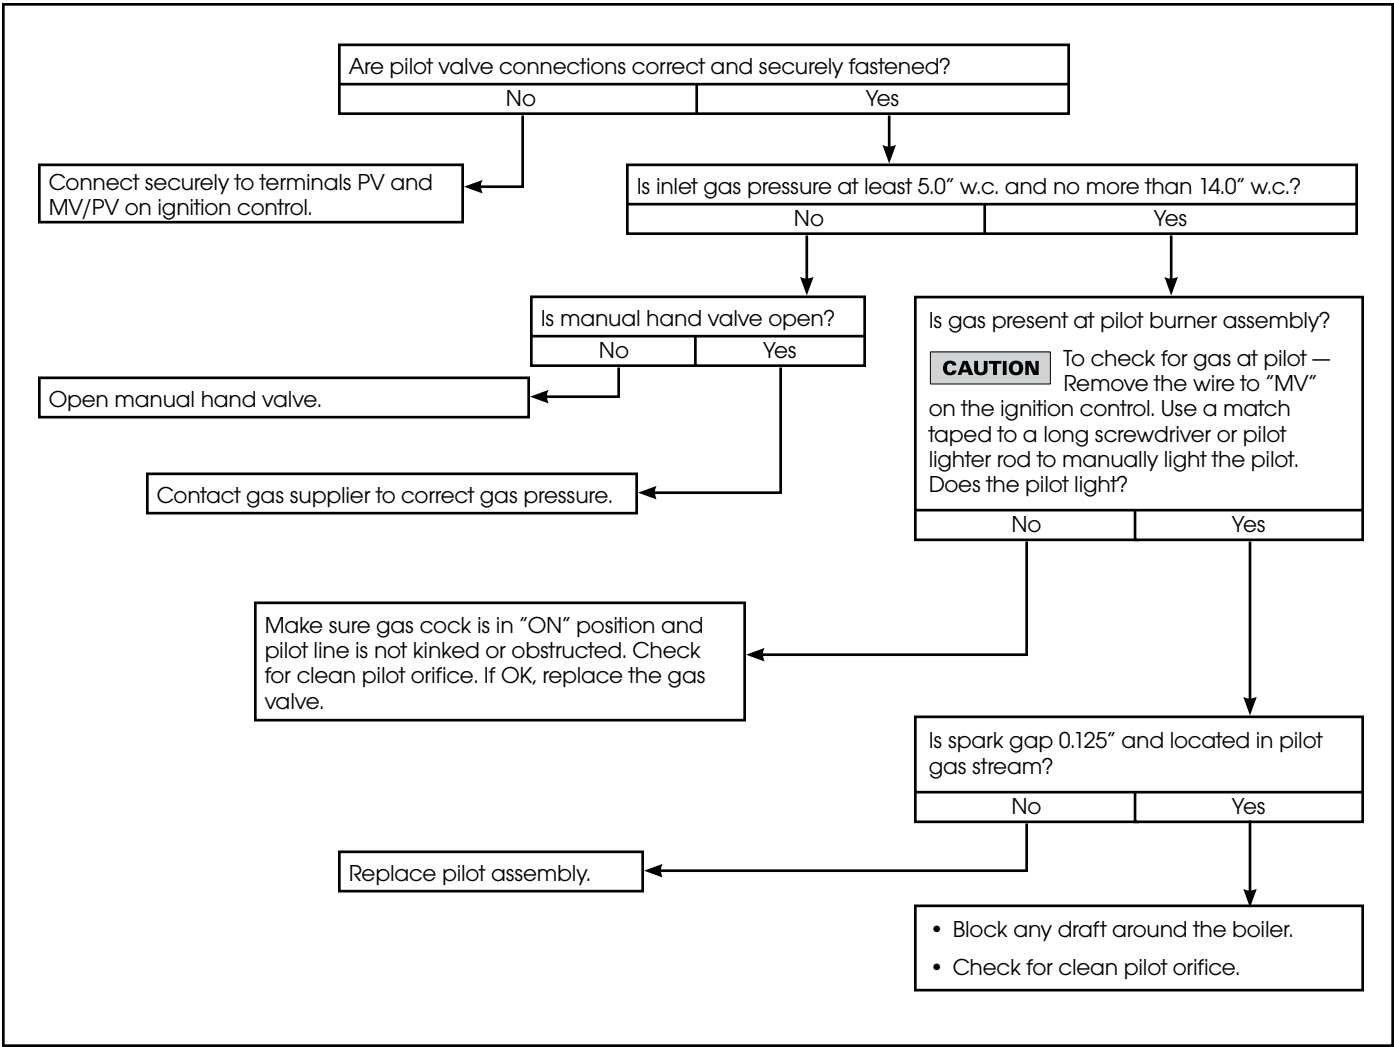 Are pilot valve connections correct and securely fastened?
No
Yes
Connect securely to terminals PV and
MV/PV on ignition control.
Is inlet gas pressure at least 5.0” w.c. and no more than 14.0” w.c.?
No
Yes
Is manual hand valve open?
No
Yes
Open manual hand valve.
Contact gas supplier to correct gas pressure.
Is gas present at pilot burner assembly?
CAUTION To check for gas at pilot —
Remove the wire to ”MV”
on the ignition control. Use a match
taped to a long screwdriver or pilot
lighter rod to manually light the pilot.
Does the pilot light?
No
Yes
Make sure gas cock is in ”ON” position and
pilot line is not kinked or obstructed. Check
for clean pilot orifice. If OK, replace the gas
valve.
Is spark gap 0.125” and located in pilot
gas stream?
No
Yes
Replace pilot assembly.
• Block any draft around the boiler.
• Check for clean pilot orifice.